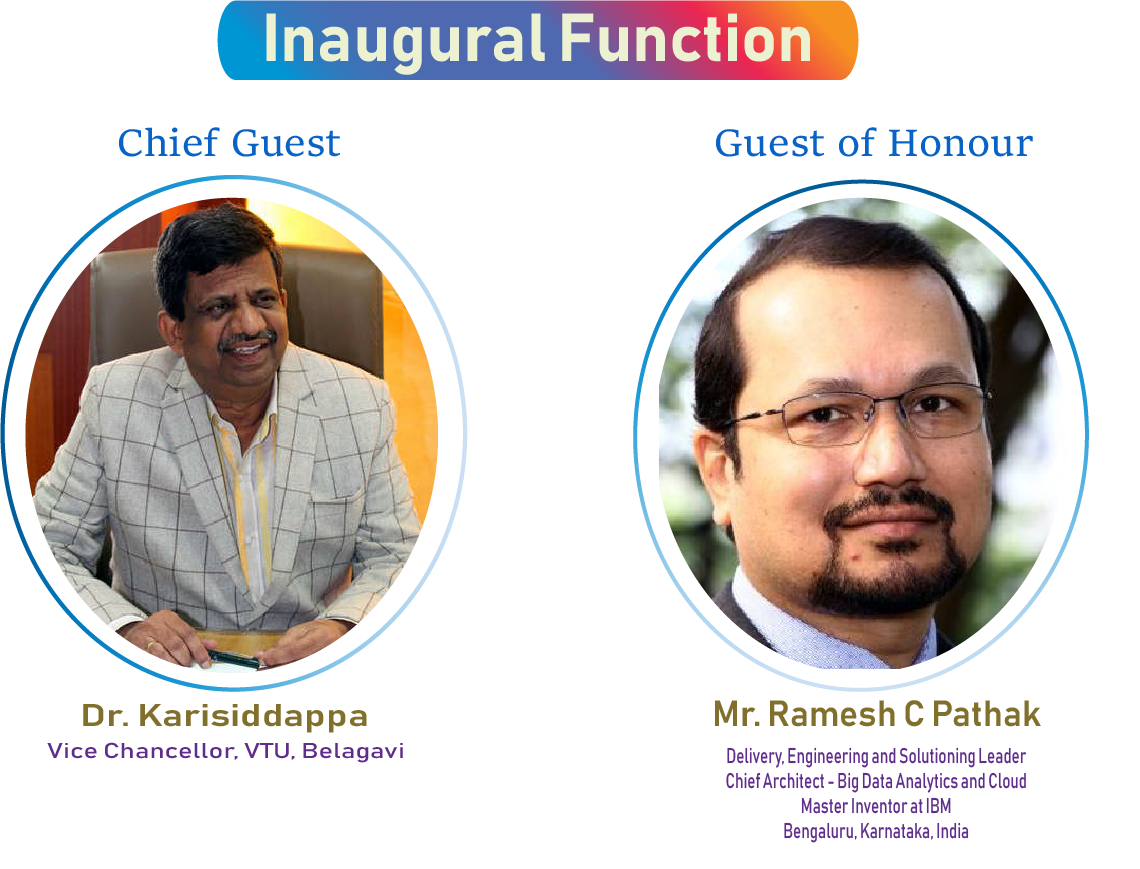 Inaugural Function
Chief Guest
Guest of Honour
Dr. Karisiddappa
Vice Chancellor, VTU, Belagavi
Mr. Ramesh C Pathak
Delivery, Engineering and Solutioning Leader
Chief Architect - Big Data Analytics and Cloud
Master Inventor at IBM
Bengaluru, Karnataka, India